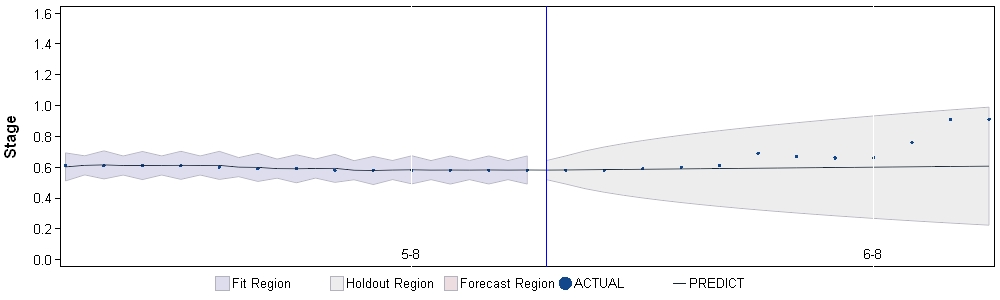 1.6
1.4
1.2
1.0
0.8
0.6
0.4
0.2
0.0
Stage
5-8
6-8
Fit Region
Holdout Region
Forecast Region
ACTUAL
PREDICT